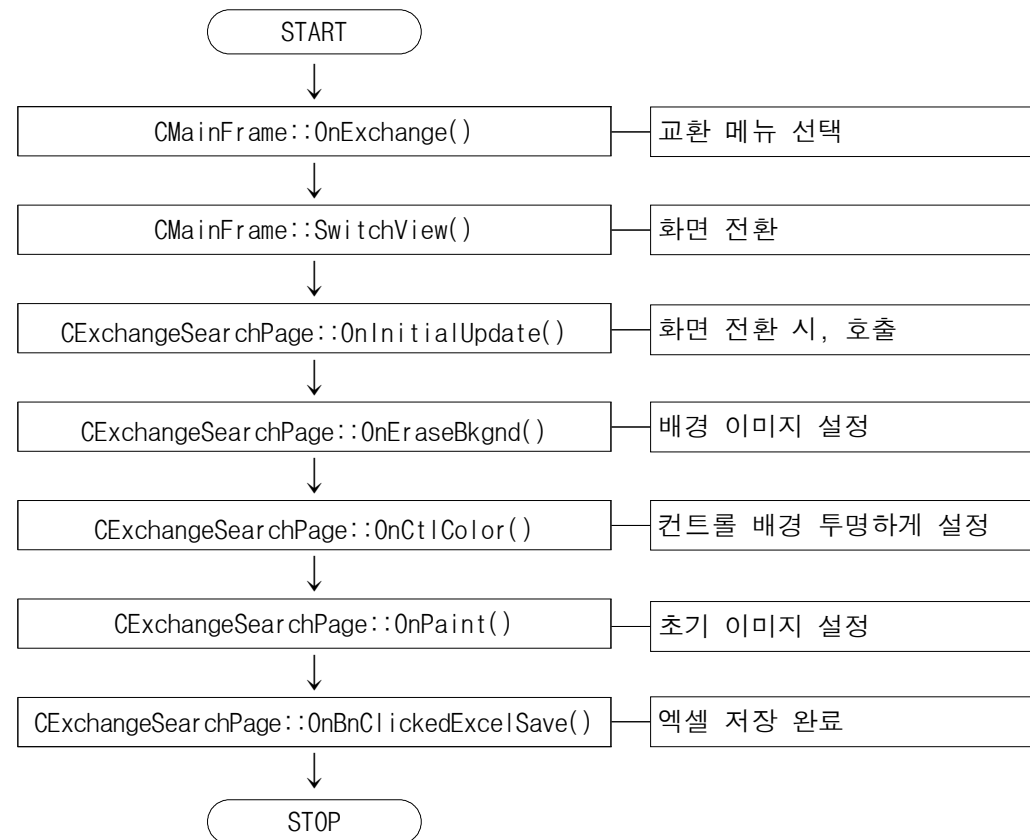 START
CMainFrame::OnExchange()
교환 메뉴 선택
CMainFrame::SwitchView()
화면 전환
CExchangeSearchPage::OnInitialUpdate()
화면 전환 시, 호출
CExchangeSearchPage::OnEraseBkgnd()
배경 이미지 설정
CExchangeSearchPage::OnCtlColor()
컨트롤 배경 투명하게 설정
CExchangeSearchPage::OnPaint()
초기 이미지 설정
CExchangeSearchPage::OnBnClickedExcelSave()
엑셀 저장 완료
STOP